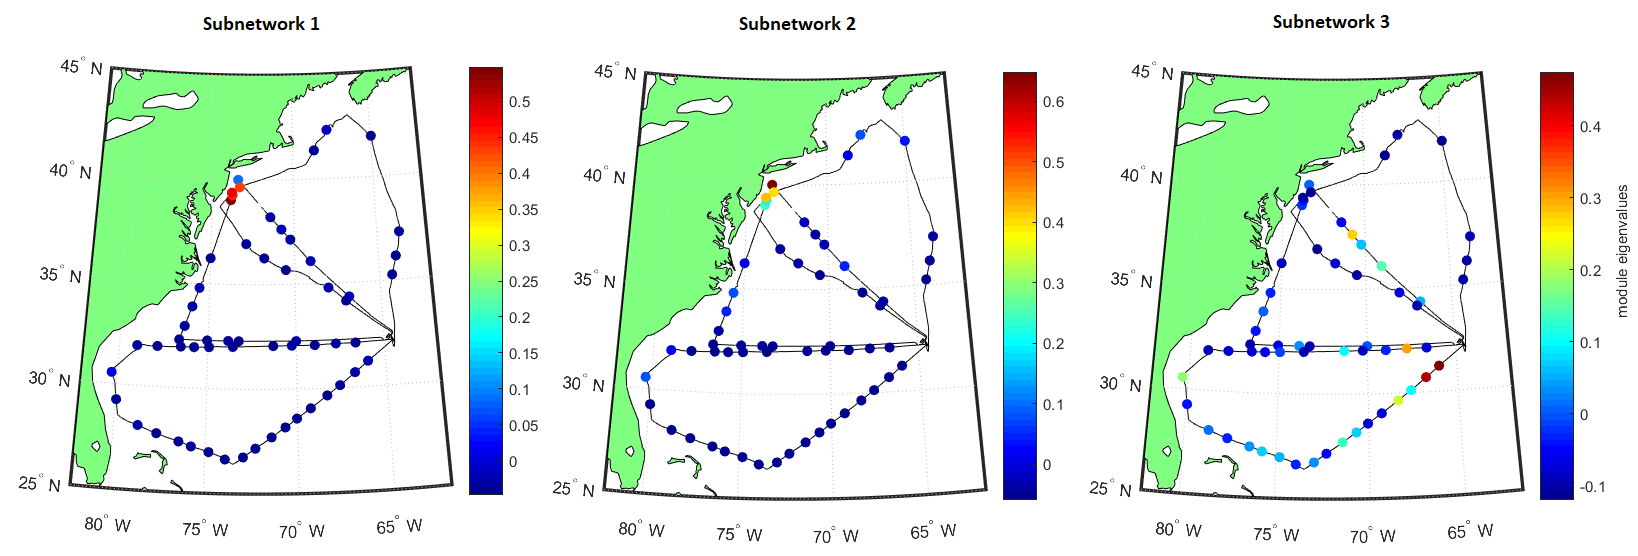 Subnetwork 1
Subnetwork 2
Subnetwork 3
45° N
40° N
35° N
30° N
25° N
80° W
75° W
70° W
65° W
0.5
0.45
0.4
0.35
0.3
0.25
0.2
0.15
0.1
0.05
0
45° N
40° N
35° N
30° N
25° N
80° W
75° W
70° W
65° W
0.6
0.5
0.4
0.3
0.2
0.1
0
45° N
40° N
35° N
30° N
25° N
80° W
75° W
70° W
65° W
0.4
0.3
0.2
0.1
0
-0.1
module eigenvalues